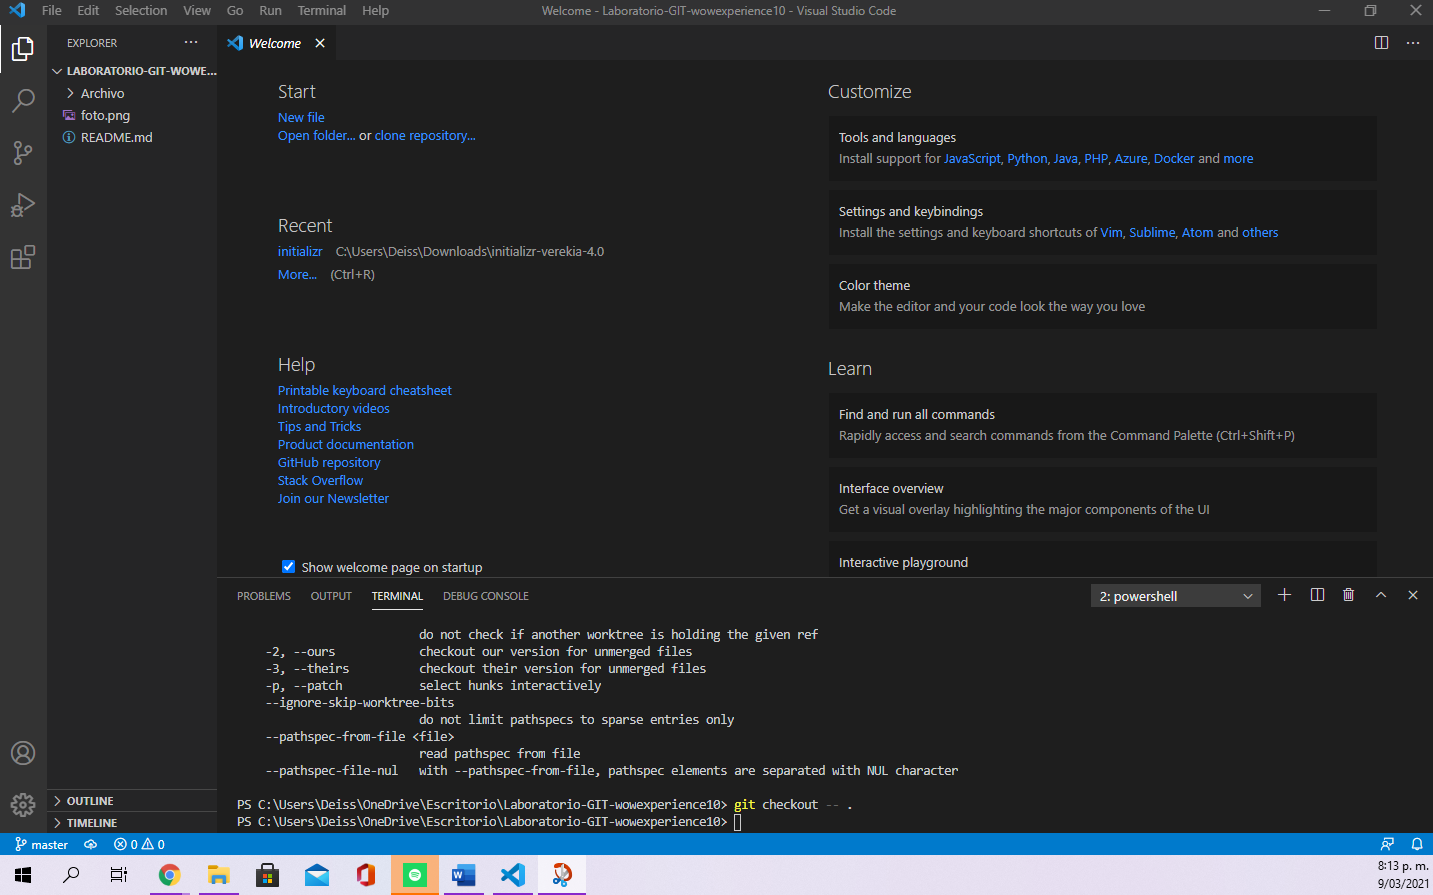 File Edit Selection View Go Run Terminal Help
Welcome - Laboratorio-GIT-wowexperience10 - Visual Studio Code
EXPLORER
LABORATORIO-GIT-WOWE...
Archivo
foto.png
README.md
OUTLINE
TIMELINE
Welcome
Start
New file
Open folder... or clone repository...
Recent
initializr C:\Users\Deiss\Downloads\initializr-verekia-4.0
More... (Ctrl+R)
Help
Printable keyboard cheatsheet
Introductory videos
Tips and Tricks
Product documentation
GitHub repository
Stack Overflow
Join our Newsletter
Show welcome page on startup
Customize
Tools and languages
Install support for JavaScript, Python, Java, PHP, Azure, Docker and more
Settings and keybindings
Install the settings and keyboard shortcuts of Vim, Sublime, Atom and others
Color theme
Make the editor and your code look the way you love
Learn
Find and run all commands
Rapidly access and search commands from the Command Palette (Ctrl+Shift+P)
Interface overview
Get a visual overlay highlighting the major components of the UI
Interactive playground
PROBLEMS OUTPUT TERMINAL DEBUG CONSOLE
2: powershell
do not check if another worktree is holding the given ref
-2, --ours checkout our version for unmerged files
-3, --theirs checkout their version for unmerged files
-p, --patch select hunks interactively
--ignore-skip-worktree-bits
do not limit pathspecs to sparse entries only
--pathspec-from-file <file>
read pathspec from file
--pathspec-file-nul with --pathspec-from-file, pathspec elements are separated with NUL character
PS C:\Users\Deiss\OneDrive\Escritorio\Laboratorio-GIT-wowexperience10> git checkout -- .
PS C:\Users\Deiss\OneDrive\Escritorio\Laboratorio-GIT-wowexperience10>
master 0 0
8:13 p. m.
9/03/2021